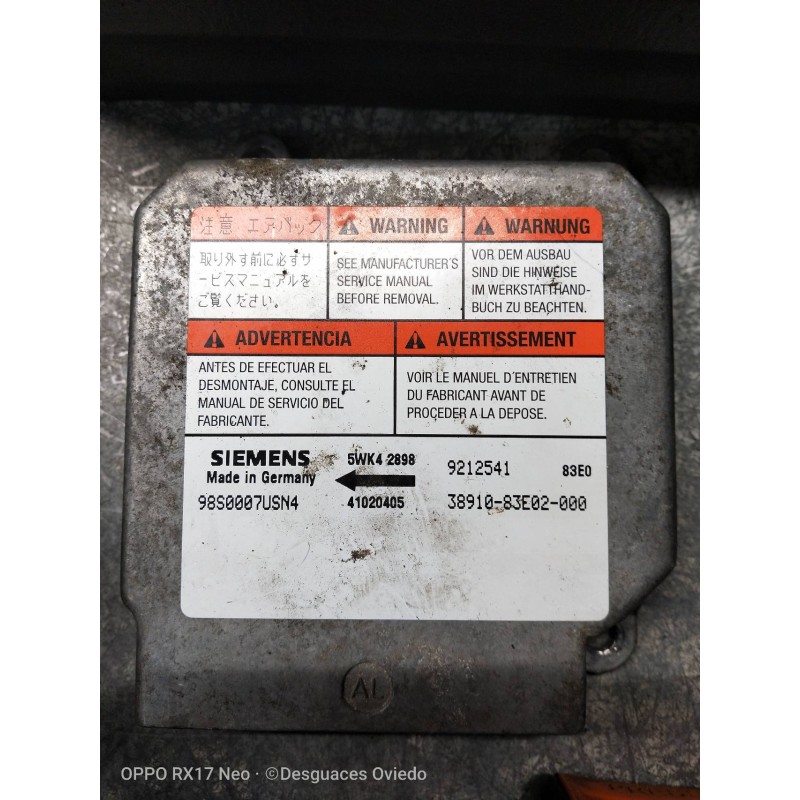 注意 エアバック
取り外す前に必ずサ
ービスマニュアルを
ご覧ください。
WARNING
SEE MANUFACTURER'S
SERVICE MANUAL
BEFORE REMOVAL.
WARNUNG
VOR DEM AUSBAU
SIND DIE HINWEISE
IM WERKSTATTHAND-
BUCH ZU BEACHTEN.
ADVERTENCIA
ANTES DE EFECTUAR EL
DESMONTAJE, CONSULTE EL
MANUAL DE SERVICIO DEL
FABRICANTE.
AVERTISSEMENT
VOIR LE MANUEL D'ENTRETIEN
DU FABRICANT AVANT DE
PROCEDER A LA DEPOSE.
SIEMENS 5WK4 2898 9212541 83E0
Made in Germany
98S0007USN4 41020405 38910-83E02-000
AL
OPPO RX17 Neo · ©Desguaces Oviedo